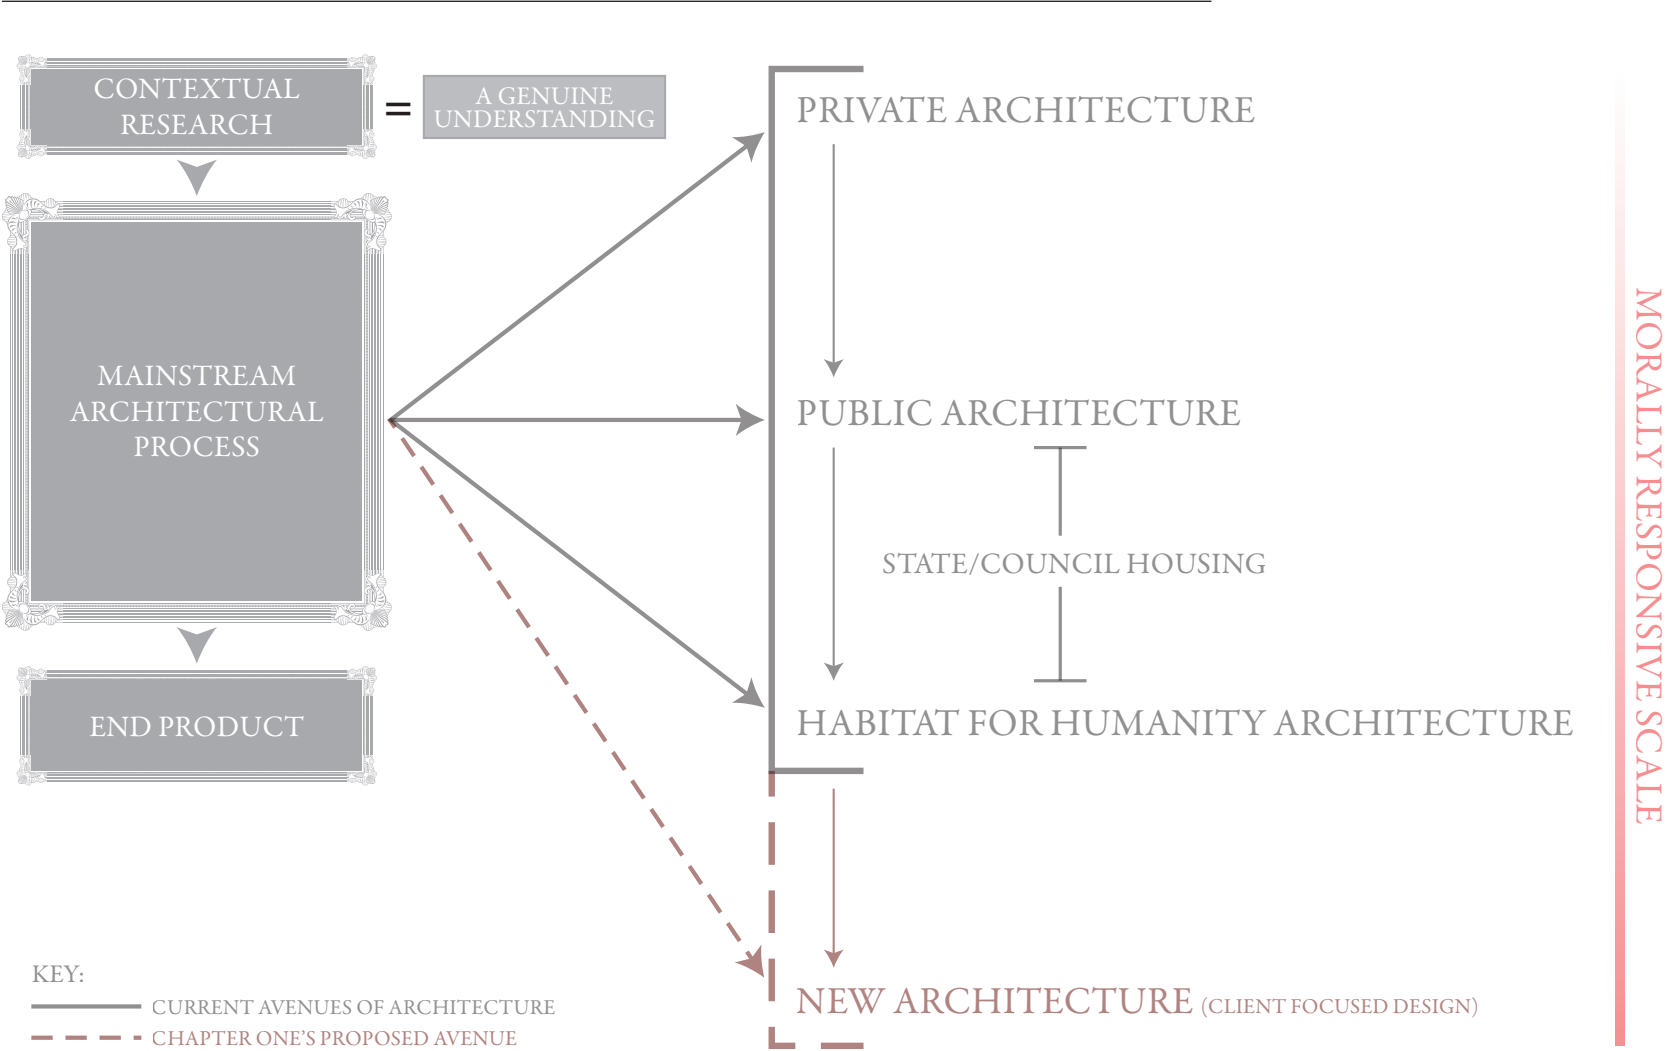 CONTEXTUAL
RESEARCH
=
A GENUINE
UNDERSTANDING
MAINSTREAM
ARCHITECTURAL
PROCESS
END PRODUCT
PRIVATE ARCHITECTURE
PUBLIC ARCHITECTURE
STATE/COUNCIL HOUSING
HABITAT FOR HUMANITY ARCHITECTURE
NEW ARCHITECTURE (CLIENT FOCUSED DESIGN)
MORALLY RESPONSIVE SCALE
KEY:
CURRENT AVENUES OF ARCHITECTURE
CHAPTER ONE'S PROPOSED AVENUE